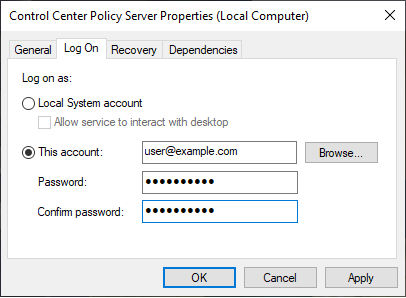 Control Center Policy Server Properties (Local Computer)
General Log On Recovery Dependencies
Log on as:
Local System account
Allow service to interact with desktop
This account: user@example.com Browse...
Password: ●●●●●●●●●●
Confirm password: ●●●●●●●●●●
OK Cancel Apply